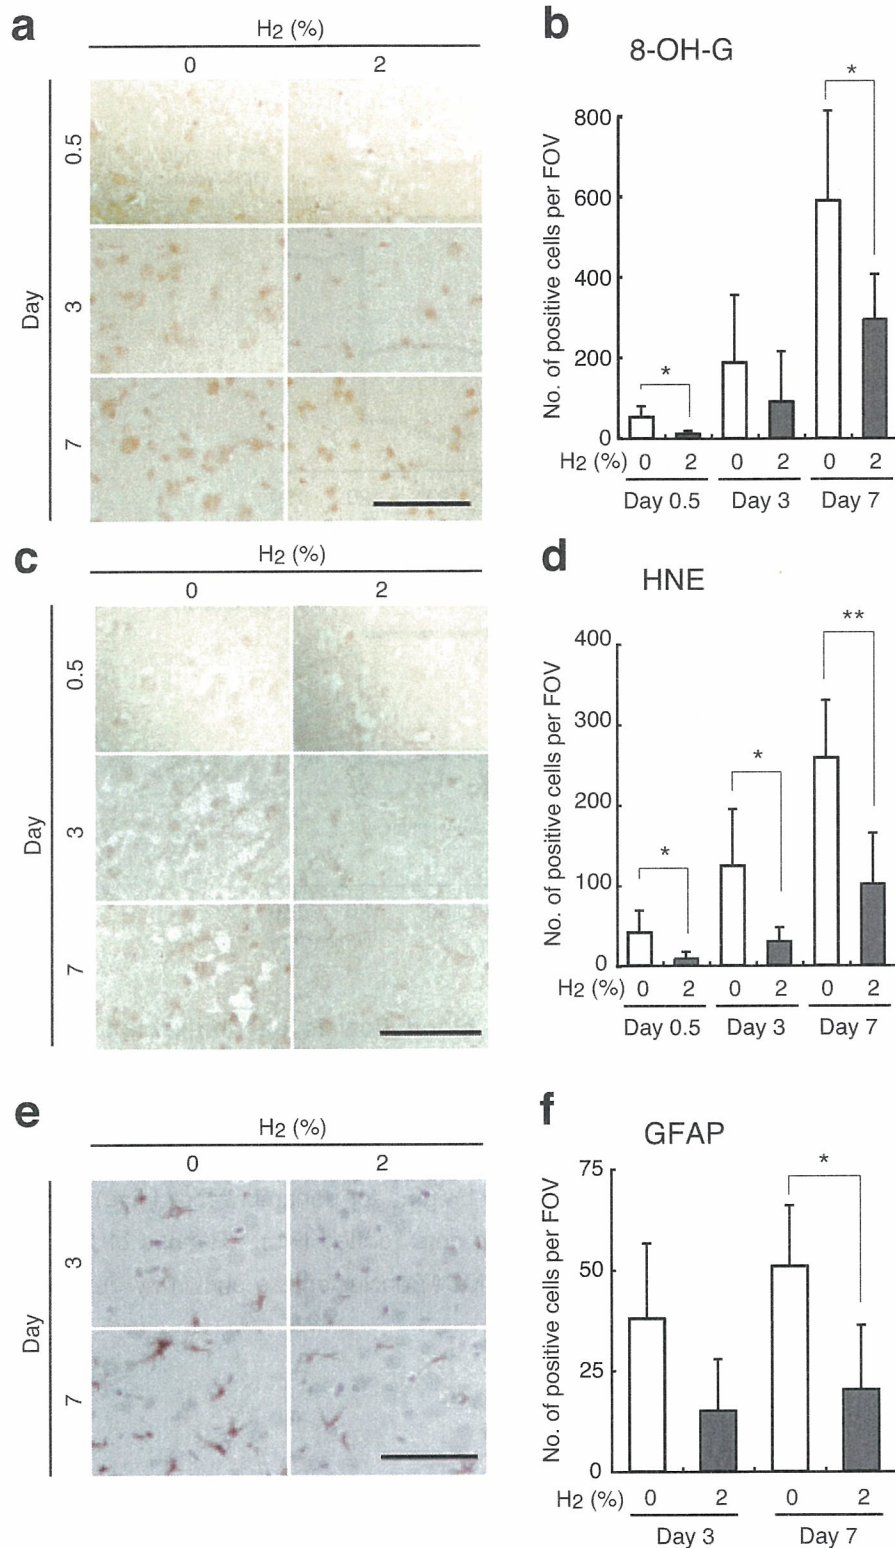 a
H2 (%)
0 2
Day
0.5
3
7
b
8-OH-G
No. of positive cells per FOV
800
600
400
200
0
*
*
H2 (%) 0 2 0 2 0 2
Day 0.5 Day 3 Day 7
c
H2 (%)
0 2
Day
0.5
3
7
d
HNE
No. of positive cells per FOV
400
300
200
100
0
*
*
**
H2 (%) 0 2 0 2 0 2
Day 0.5 Day 3 Day 7
e
H2 (%)
0 2
Day
3
7
f
GFAP
No. of positive cells per FOV
75
50
25
0
*
H2 (%) 0 2 0 2
Day 3 Day 7